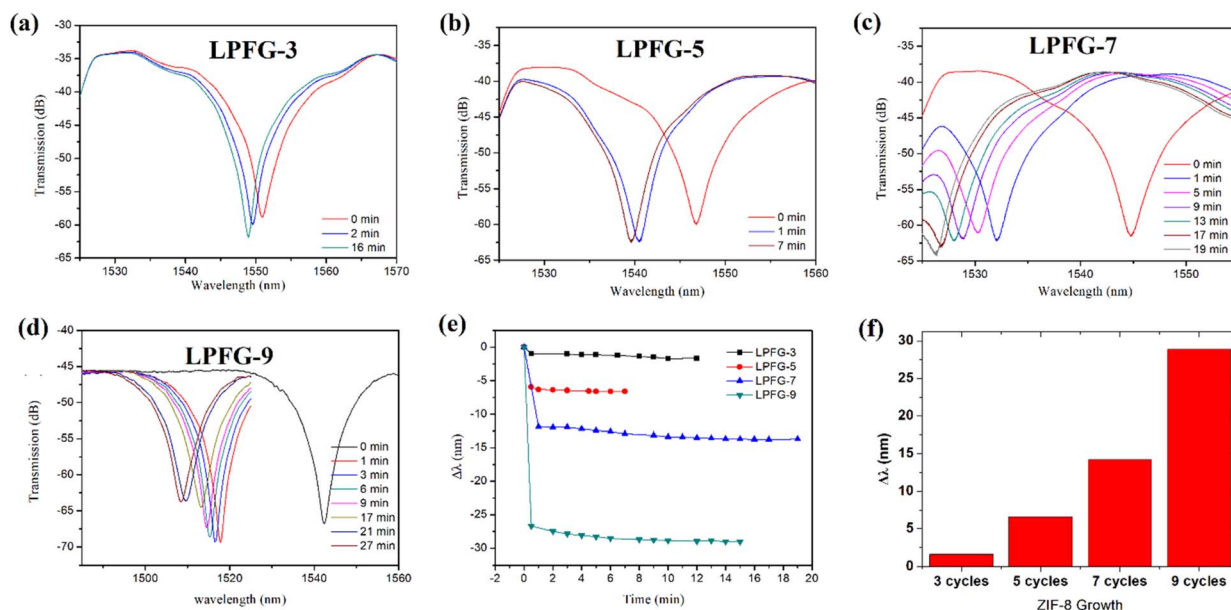 (a)
LPFG-3
-30
-35
-40
-45
-50
-55
-60
-65
Transmission (dB)
1530 1540 1550 1560 1570
Wavelength (nm)
0 min
2 min
16 min
(b)
LPFG-5
-35
-40
-45
-50
-55
-60
-65
Transmission (dB)
1530 1540 1550 1560
Wavelength (nm)
0 min
1 min
7 min
(c)
LPFG-7
-35
-40
-45
-50
-55
-60
-65
Transmission (dB)
1530 1540 1550
Wavelength (nm)
0 min
1 min
5 min
9 min
13 min
17 min
19 min
(d)
LPFG-9
-40
-45
-50
-55
-60
-65
-70
Transmission (dB)
1500 1520 1540 1560
wavelength (nm)
0 min
1 min
3 min
6 min
9 min
17 min
21 min
27 min
(e)
0
-5
-10
-15
-20
-25
-30
Δλ (nm)
-2 0 2 4 6 8 10 12 14 16 18 20
Time (min)
LPFG-3
LPFG-5
LPFG-7
LPFG-9
(f)
30
25
20
15
10
5
0
Δλ (nm)
3 cycles 5 cycles 7 cycles 9 cycles
ZIF-8 Growth